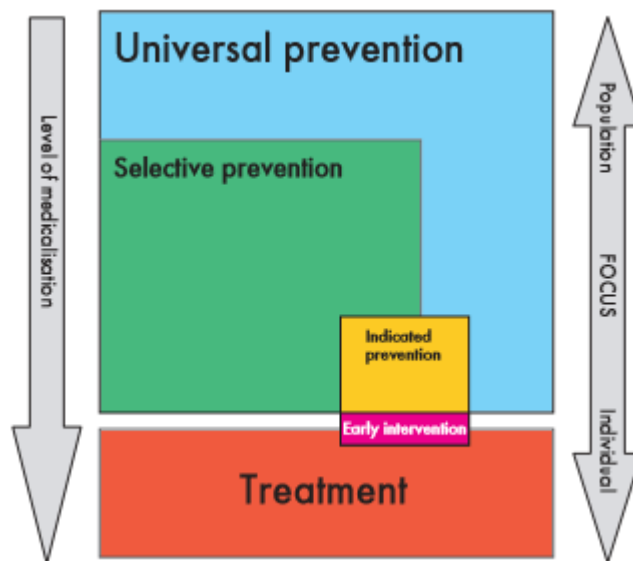 Universal prevention
Selective prevention
Level of medicalisation
Population
FOCUS
Individual
Indicated
prevention
Early intervention
Treatment